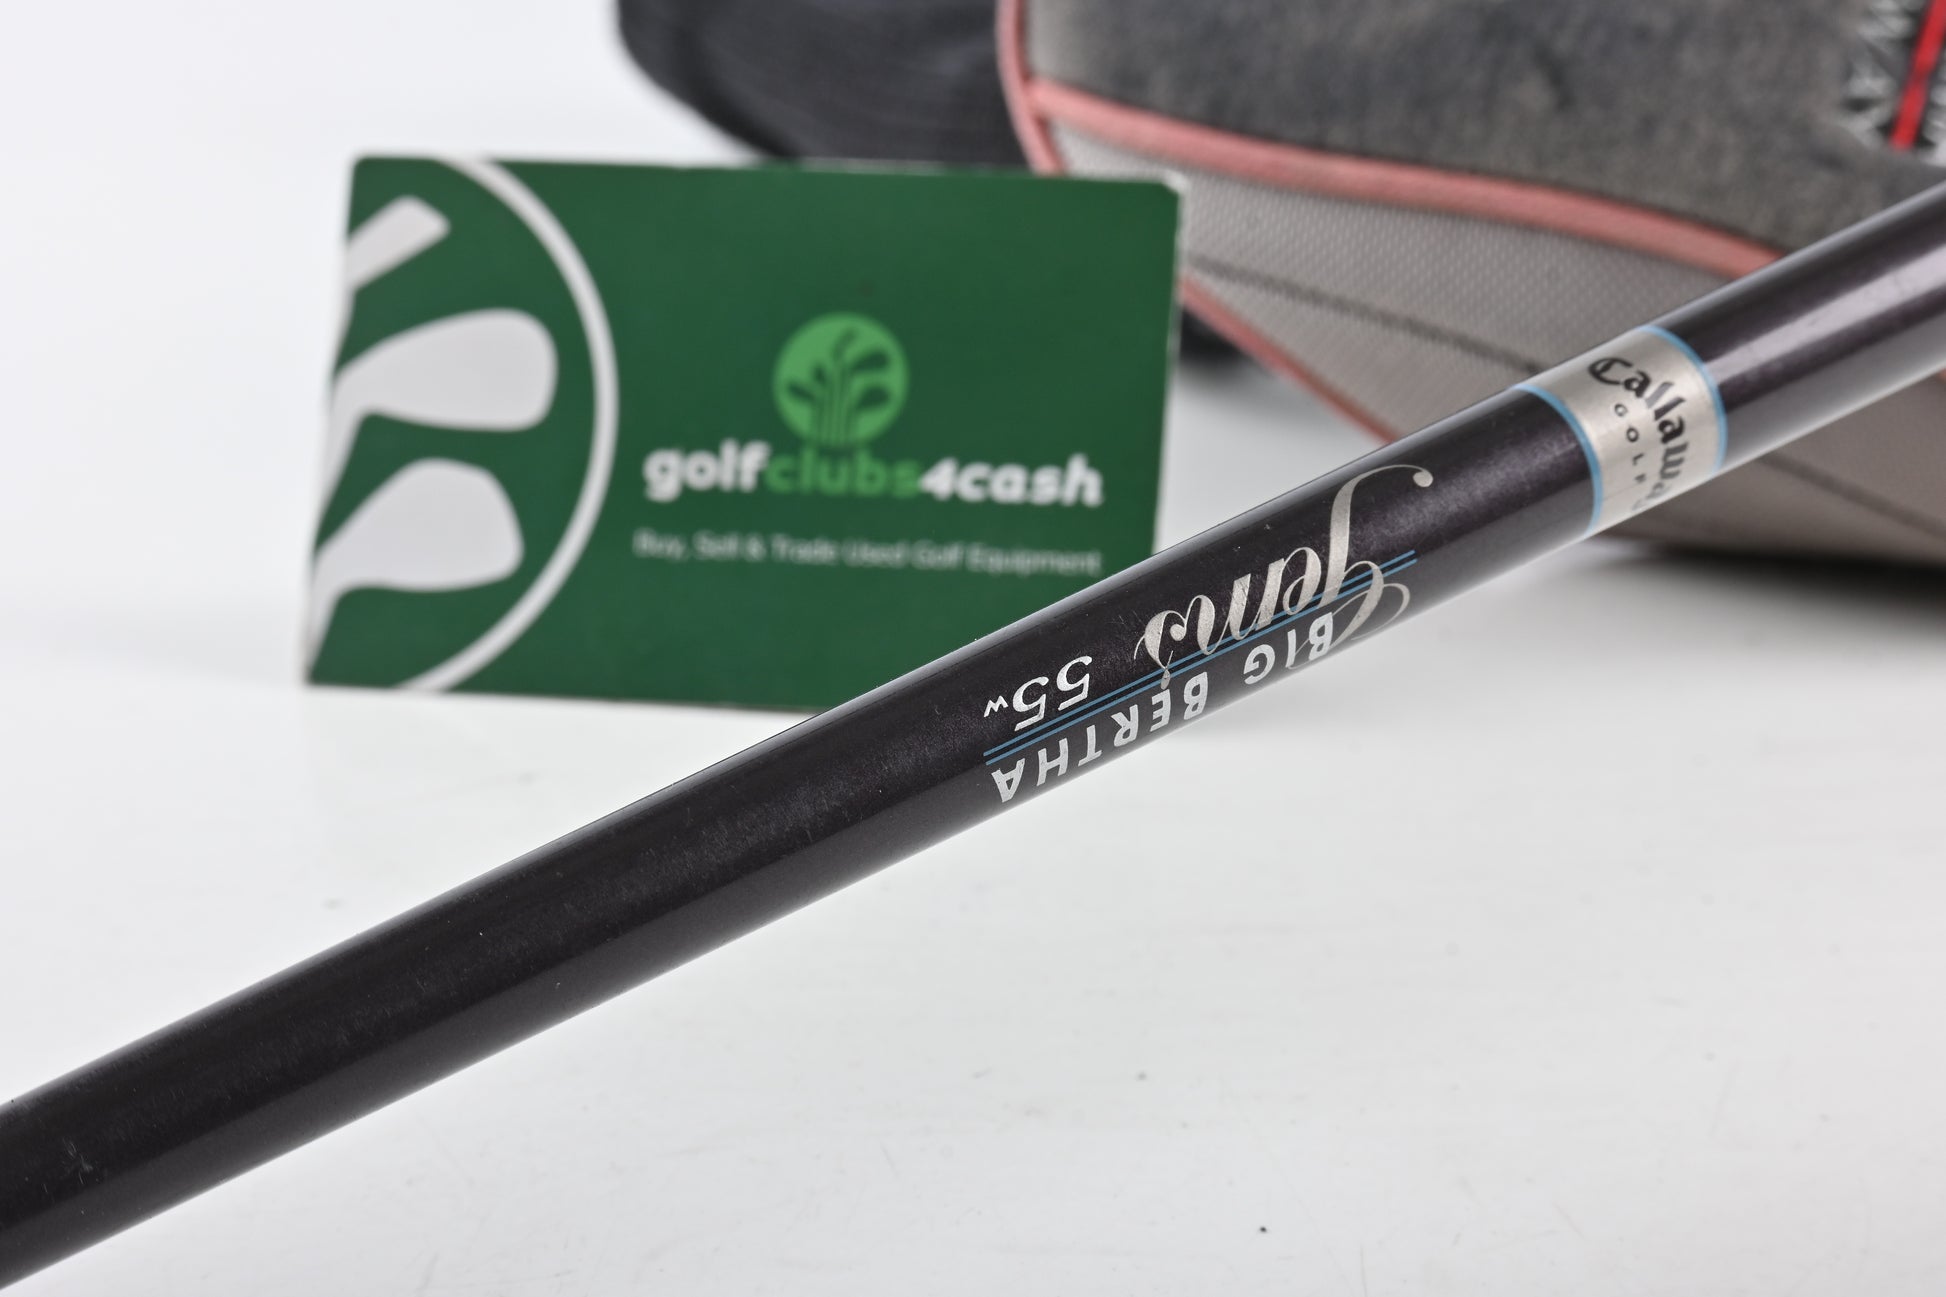 golfclubs4cash
Buy, Sell & Trade Used Golf Equipment
Callaway
GOLF
Gems
BIG BERTHA
55w